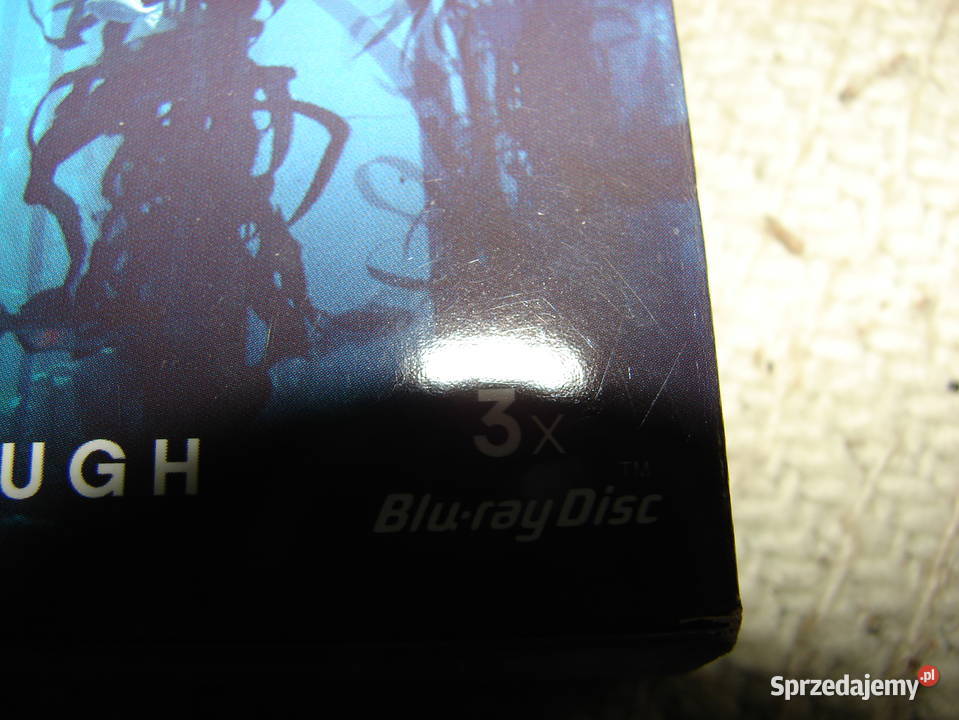 UGH
3x
TM
Blu-ray Disc
Sprzedajemy.pl